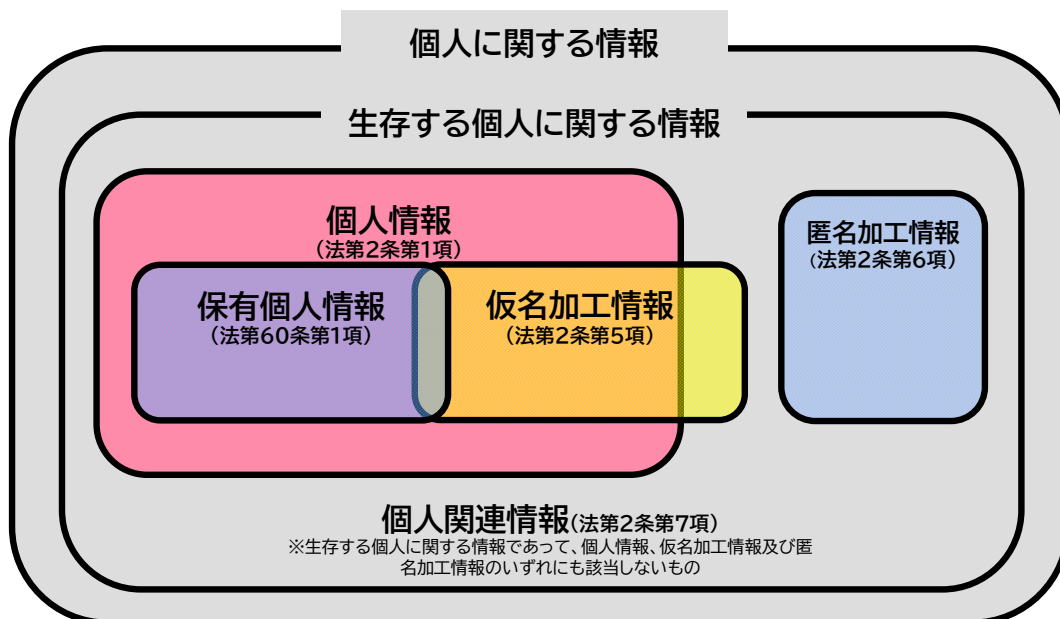 個人に関する情報
生存する個人に関する情報
個人情報
(法第2条第1項)
匿名加工情報
(法第2条第6項)
保有個人情報
(法第60条第1項)
仮名加工情報
(法第2条第5項)
個人関連情報(法第2条第7項)
※生存する個人に関する情報であって、個人情報、仮名加工情報及び匿
名加工情報のいずれにも該当しないもの